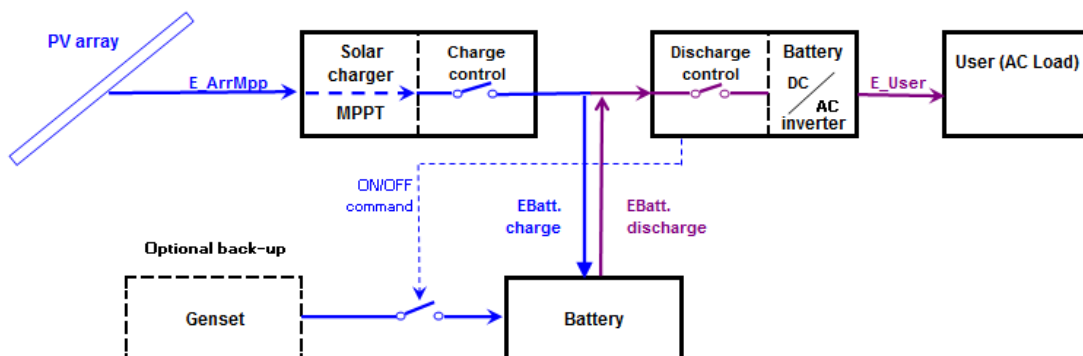 PV array
E_ArrMpp
Solar
charger
MPPT
Charge
control
Discharge
control
Battery
DC
AC
inverter
E_User
User (AC Load)
ON/OFF
command
EBatt.
charge
EBatt.
discharge
Optional back-up
Genset
Battery